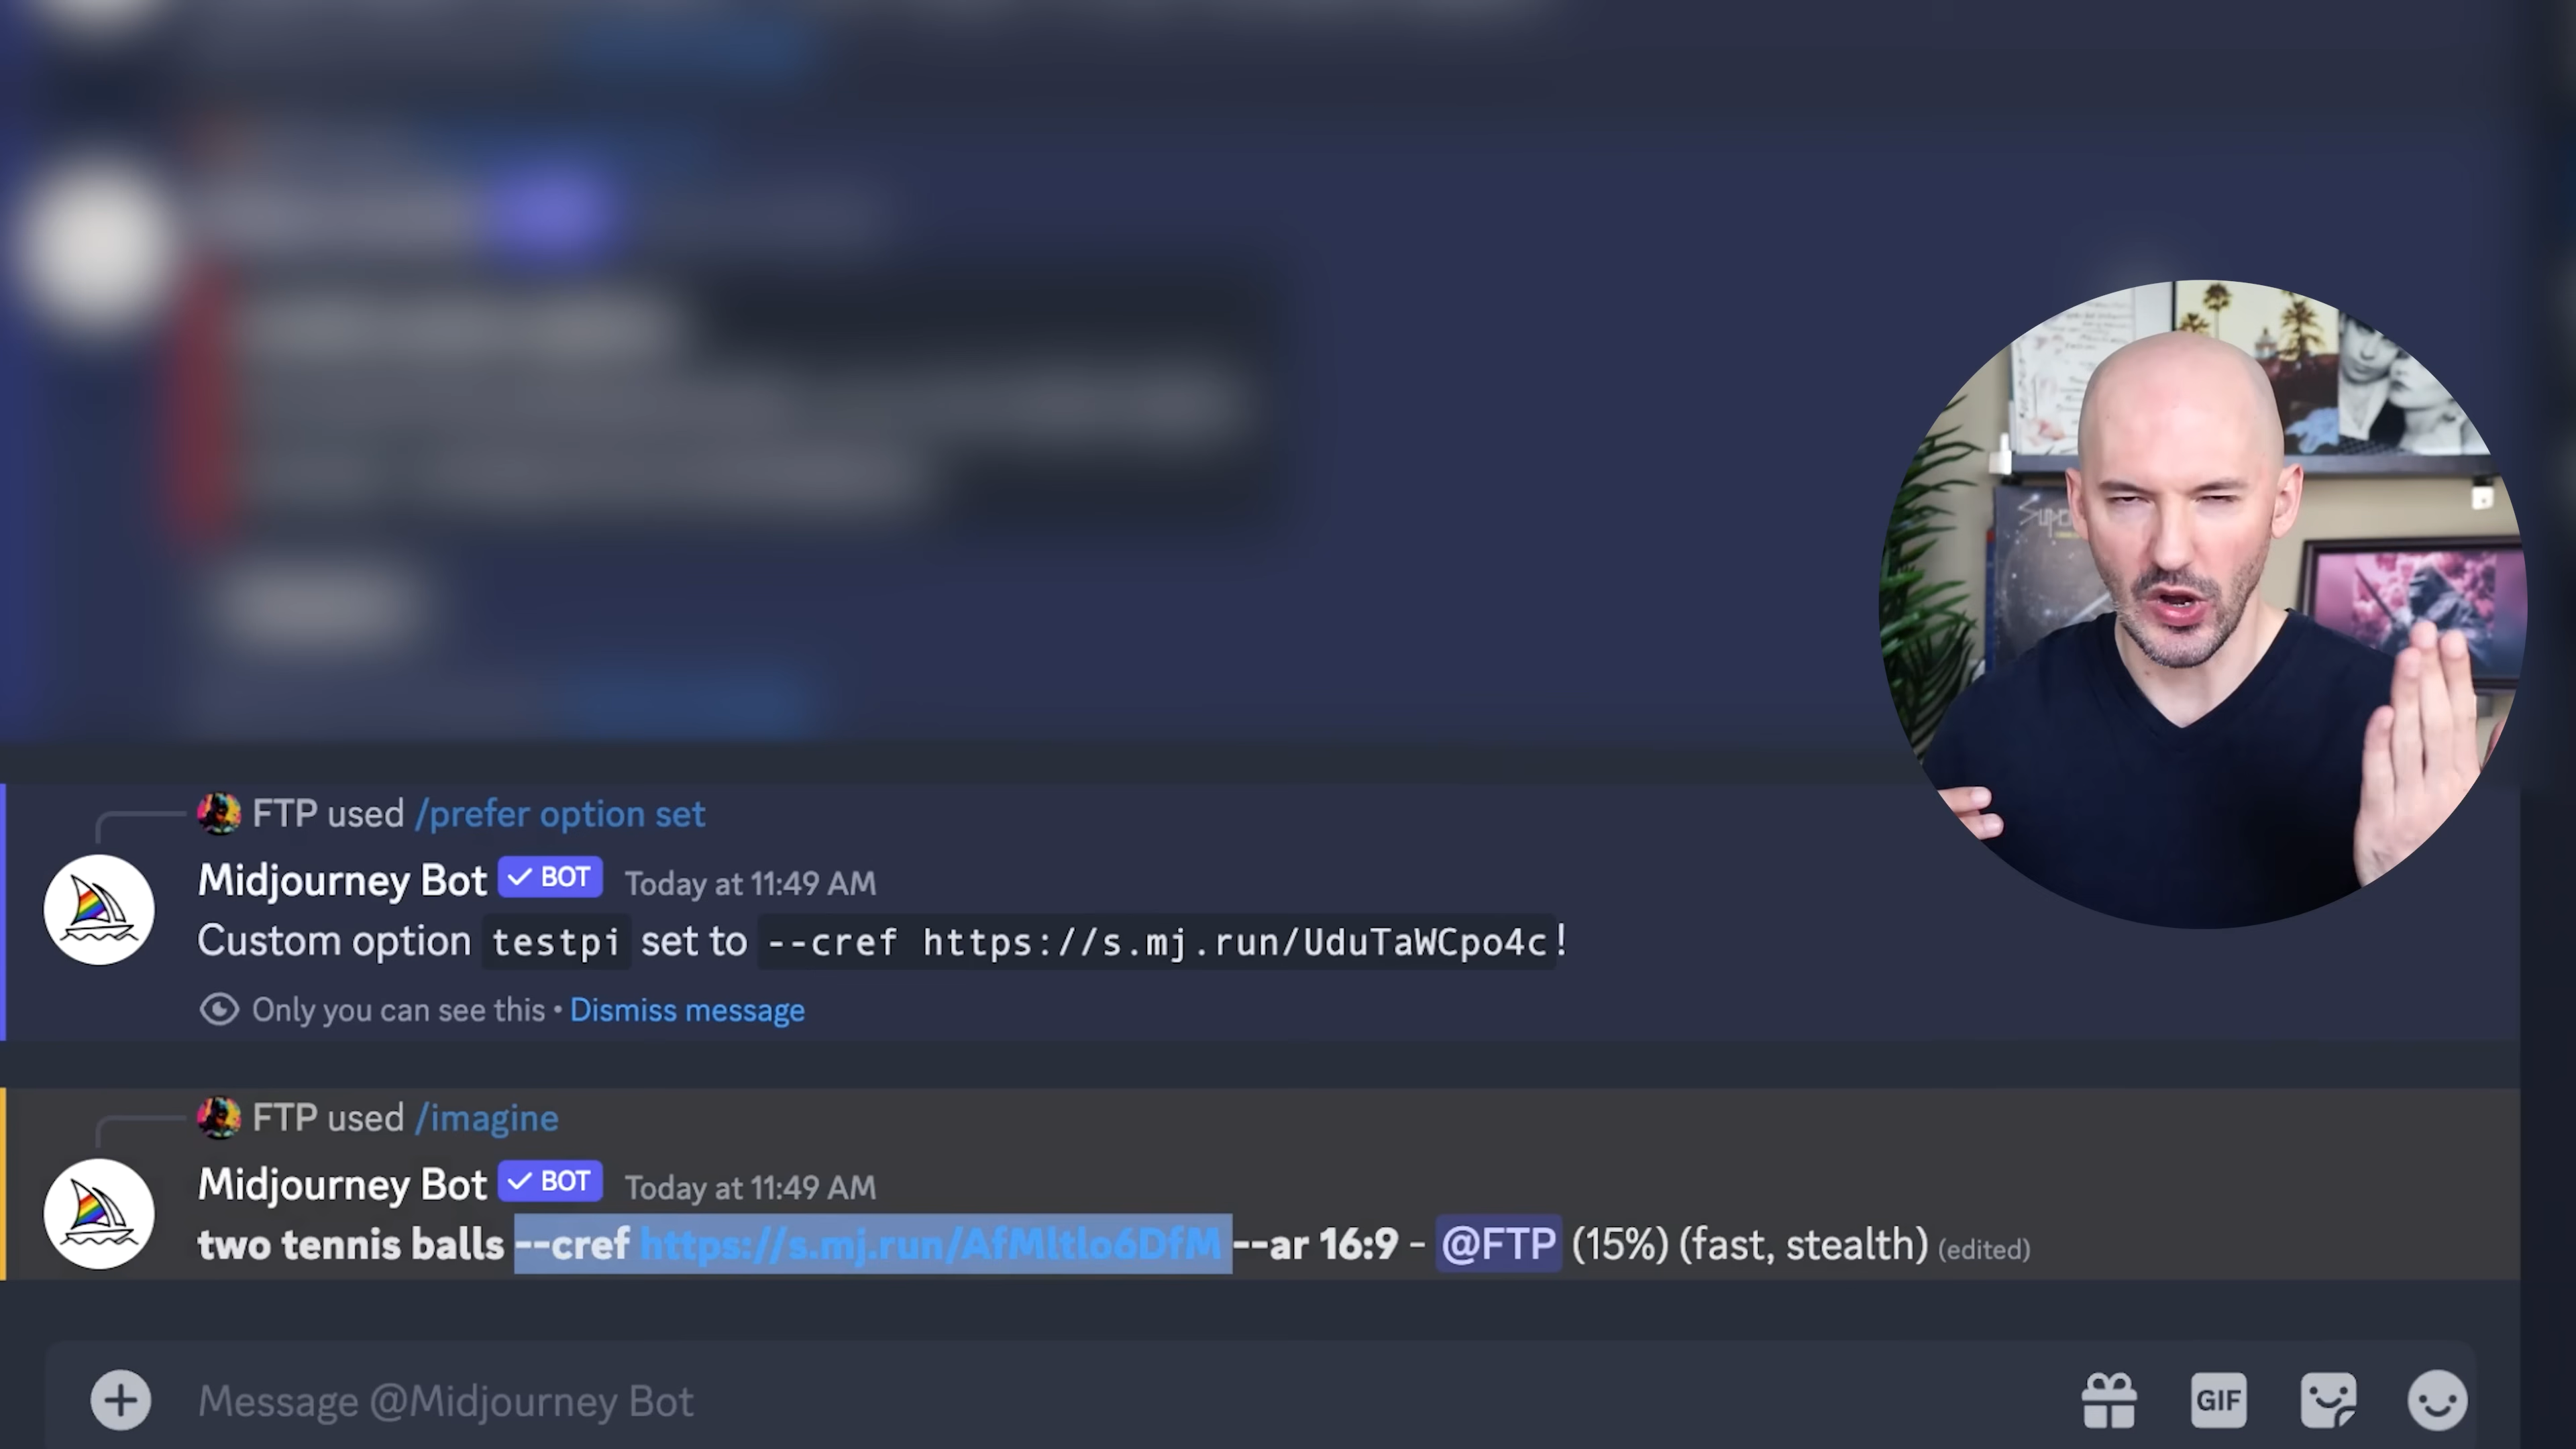 FTP used /prefer option set
Midjourney Bot ✓ BOT Today at 11:49 AM
Custom option testpi set to --cref https://s.mj.run/UduTaWCpo4c!
Only you can see this • Dismiss message
FTP used /imagine
Midjourney Bot ✓ BOT Today at 11:49 AM
two tennis balls --cref https://s.mj.run/AfMltlo6DfM --ar 16:9 - @FTP (15%) (fast, stealth) (edited)
Message @Midjourney Bot
GIF